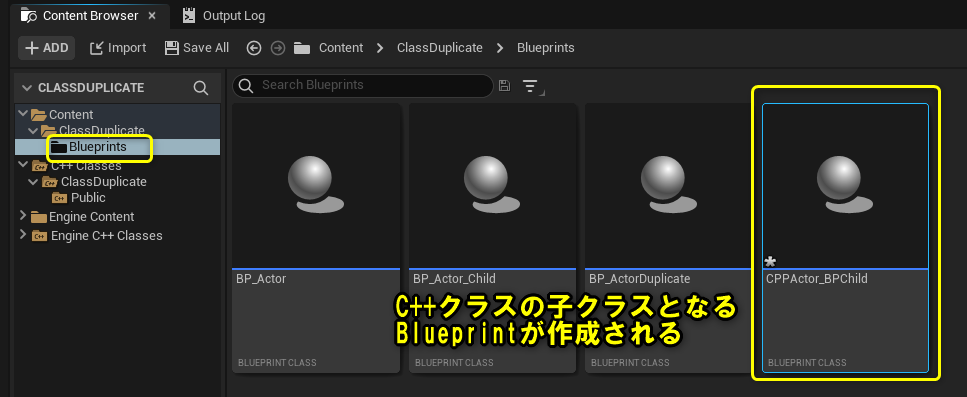 Content Browser
Output Log
ADD
Import
Save All
Content
ClassDuplicate
Blueprints
CLASSDUPLICATE
Search Blueprints
Content
ClassDuplicate
Blueprints
C++ Classes
ClassDuplicate
Public
Engine Content
Engine C++ Classes
BP_Actor
BLUEPRINT CLASS
BP_Actor_Child
BLUEPRINT CLASS
BP_ActorDuplicate
BLUEPRINT CLASS
CPPActor_BPChild
BLUEPRINT CLASS
C++クラスの子クラスとなる
Blueprintが作成される